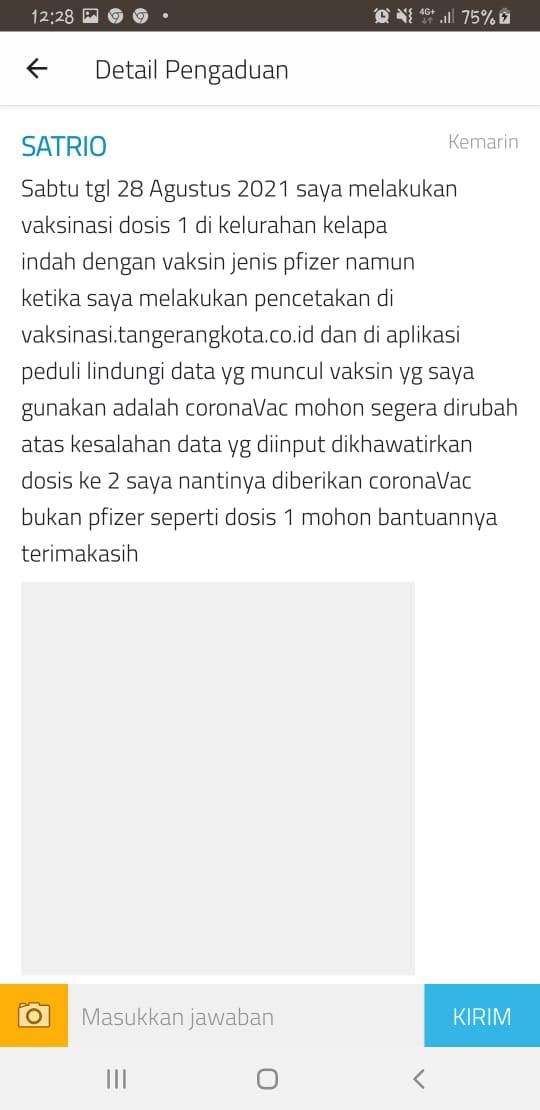 12:28
4G+ 75%
Detail Pengaduan
SATRIO
Kemarin
Sabtu tgl 28 Agustus 2021 saya melakukan
vaksinasi dosis 1 di kelurahan kelapa
indah dengan vaksin jenis pfizer namun
ketika saya melakukan pencetakan di
vaksinasi.tangerangkota.co.id dan di aplikasi
peduli lindungi data yg muncul vaksin yg saya
gunakan adalah coronaVac mohon segera dirubah
atas kesalahan data yg diinput dikhawatirkan
dosis ke 2 saya nantinya diberikan coronaVac
bukan pfizer seperti dosis 1 mohon bantuannya
terimakasih
Masukkan jawaban
KIRIM